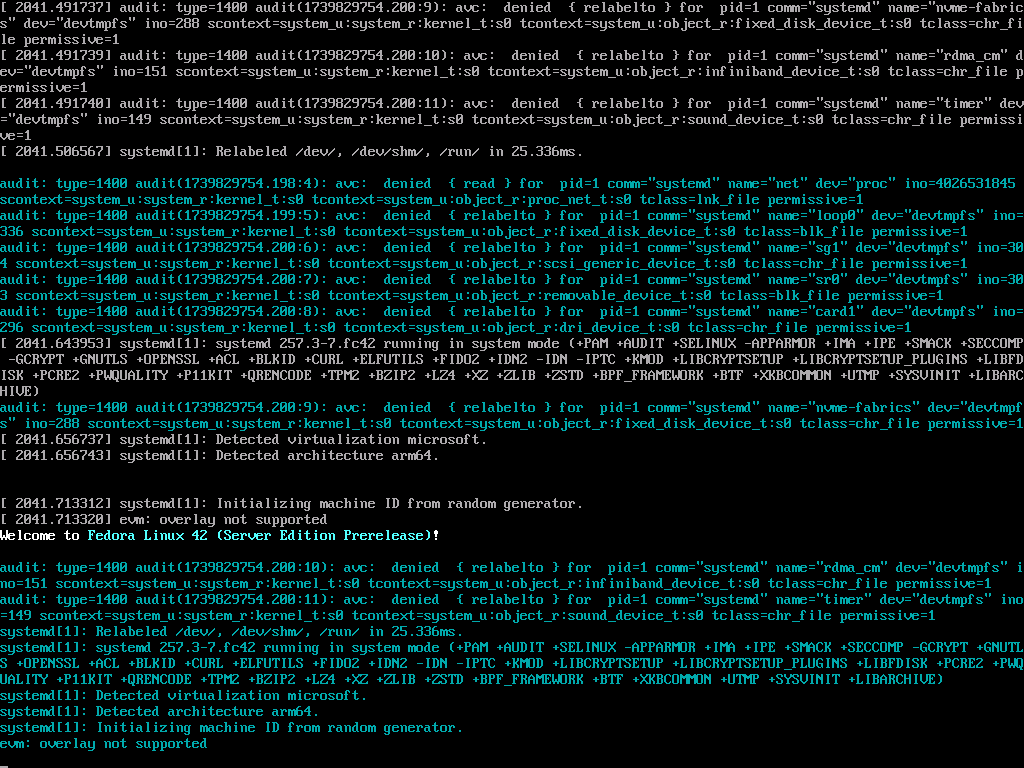 [ 2041.491737] audit: type=1400 audit(1739829754.200:9): avc:  denied  { relabelto } for  pid=1 comm="systemd" name="nvme-fabric
s" dev="devtmpfs" ino=288 scontext=system_u:system_r:kernel_t:s0 tcontext=system_u:object_r:fixed_disk_device_t:s0 tclass=chr_fi
le permissive=1
[ 2041.491739] audit: type=1400 audit(1739829754.200:10): avc:  denied  { relabelto } for  pid=1 comm="systemd" name="rdma_cm" d
ev="devtmpfs" ino=151 scontext=system_u:system_r:kernel_t:s0 tcontext=system_u:object_r:infiniband_device_t:s0 tclass=chr_file p
ermissive=1
[ 2041.491740] audit: type=1400 audit(1739829754.200:11): avc:  denied  { relabelto } for  pid=1 comm="systemd" name="timer" dev
="devtmpfs" ino=149 scontext=system_u:system_r:kernel_t:s0 tcontext=system_u:object_r:sound_device_t:s0 tclass=chr_file permissi
ve=1
[ 2041.506567] systemd[1]: Relabeled /dev/, /dev/shm/, /run/ in 25.336ms.
audit: type=1400 audit(1739829754.198:4): avc:  denied  { read } for  pid=1 comm="systemd" name="net" dev="proc" ino=4026531845
scontext=system_u:system_r:kernel_t:s0 tcontext=system_u:object_r:proc_net_t:s0 tclass=lnk_file permissive=1
audit: type=1400 audit(1739829754.199:5): avc:  denied  { relabelto } for  pid=1 comm="systemd" name="loop0" dev="devtmpfs" ino=
336 scontext=system_u:system_r:kernel_t:s0 tcontext=system_u:object_r:fixed_disk_device_t:s0 tclass=blk_file permissive=1
audit: type=1400 audit(1739829754.200:6): avc:  denied  { relabelto } for  pid=1 comm="systemd" name="sg1" dev="devtmpfs" ino=30
4 scontext=system_u:system_r:kernel_t:s0 tcontext=system_u:object_r:scsi_generic_device_t:s0 tclass=chr_file permissive=1
audit: type=1400 audit(1739829754.200:7): avc:  denied  { relabelto } for  pid=1 comm="systemd" name="sr0" dev="devtmpfs" ino=30
3 scontext=system_u:system_r:kernel_t:s0 tcontext=system_u:object_r:removable_device_t:s0 tclass=blk_file permissive=1
audit: type=1400 audit(1739829754.200:8): avc:  denied  { relabelto } for  pid=1 comm="systemd" name="card1" dev="devtmpfs" ino=
296 scontext=system_u:system_r:kernel_t:s0 tcontext=system_u:object_r:dri_device_t:s0 tclass=chr_file permissive=1
[ 2041.643953] systemd[1]: systemd 257.3-7.fc42 running in system mode (+PAM +AUDIT +SELINUX -APPARMOR +IMA +IPE +SMACK +SECCOMP
 -GCRYPT +GNUTLS +OPENSSL +ACL +BLKID +CURL +ELFUTILS +FIDO2 +IDN2 -IDN -IPTC +KMOD +LIBCRYPTSETUP +LIBCRYPTSETUP_PLUGINS +LIBFD
ISK +PCRE2 +PWQUALITY +P11KIT +QRENCODE +TPM2 +BZIP2 +LZ4 +XZ +ZLIB +ZSTD +BPF_FRAMEWORK +BTF +XKBCOMMON +UTMP +SYSVINIT +LIBARC
HIVE)
audit: type=1400 audit(1739829754.200:9): avc:  denied  { relabelto } for  pid=1 comm="systemd" name="nvme-fabrics" dev="devtmpf
s" ino=288 scontext=system_u:system_r:kernel_t:s0 tcontext=system_u:object_r:fixed_disk_device_t:s0 tclass=chr_file permissive=1
[ 2041.656737] systemd[1]: Detected virtualization microsoft.
[ 2041.656743] systemd[1]: Detected architecture arm64.
[ 2041.713312] systemd[1]: Initializing machine ID from random generator.
[ 2041.713320] evm: overlay not supported
Welcome to Fedora Linux 42 (Server Edition Prerelease)!
audit: type=1400 audit(1739829754.200:10): avc:  denied  { relabelto } for  pid=1 comm="systemd" name="rdma_cm" dev="devtmpfs" i
no=151 scontext=system_u:system_r:kernel_t:s0 tcontext=system_u:object_r:infiniband_device_t:s0 tclass=chr_file permissive=1
audit: type=1400 audit(1739829754.200:11): avc:  denied  { relabelto } for  pid=1 comm="systemd" name="timer" dev="devtmpfs" ino
=149 scontext=system_u:system_r:kernel_t:s0 tcontext=system_u:object_r:sound_device_t:s0 tclass=chr_file permissive=1
systemd[1]: Relabeled /dev/, /dev/shm/, /run/ in 25.336ms.
systemd[1]: systemd 257.3-7.fc42 running in system mode (+PAM +AUDIT +SELINUX -APPARMOR +IMA +IPE +SMACK +SECCOMP -GCRYPT +GNUTL
S +OPENSSL +ACL +BLKID +CURL +ELFUTILS +FIDO2 +IDN2 -IDN -IPTC +KMOD +LIBCRYPTSETUP +LIBCRYPTSETUP_PLUGINS +LIBFDISK +PCRE2 +PWQ
UALITY +P11KIT +QRENCODE +TPM2 +BZIP2 +LZ4 +XZ +ZLIB +ZSTD +BPF_FRAMEWORK +BTF +XKBCOMMON +UTMP +SYSVINIT +LIBARCHIVE)
systemd[1]: Detected virtualization microsoft.
systemd[1]: Detected architecture arm64.
systemd[1]: Initializing machine ID from random generator.
evm: overlay not supported